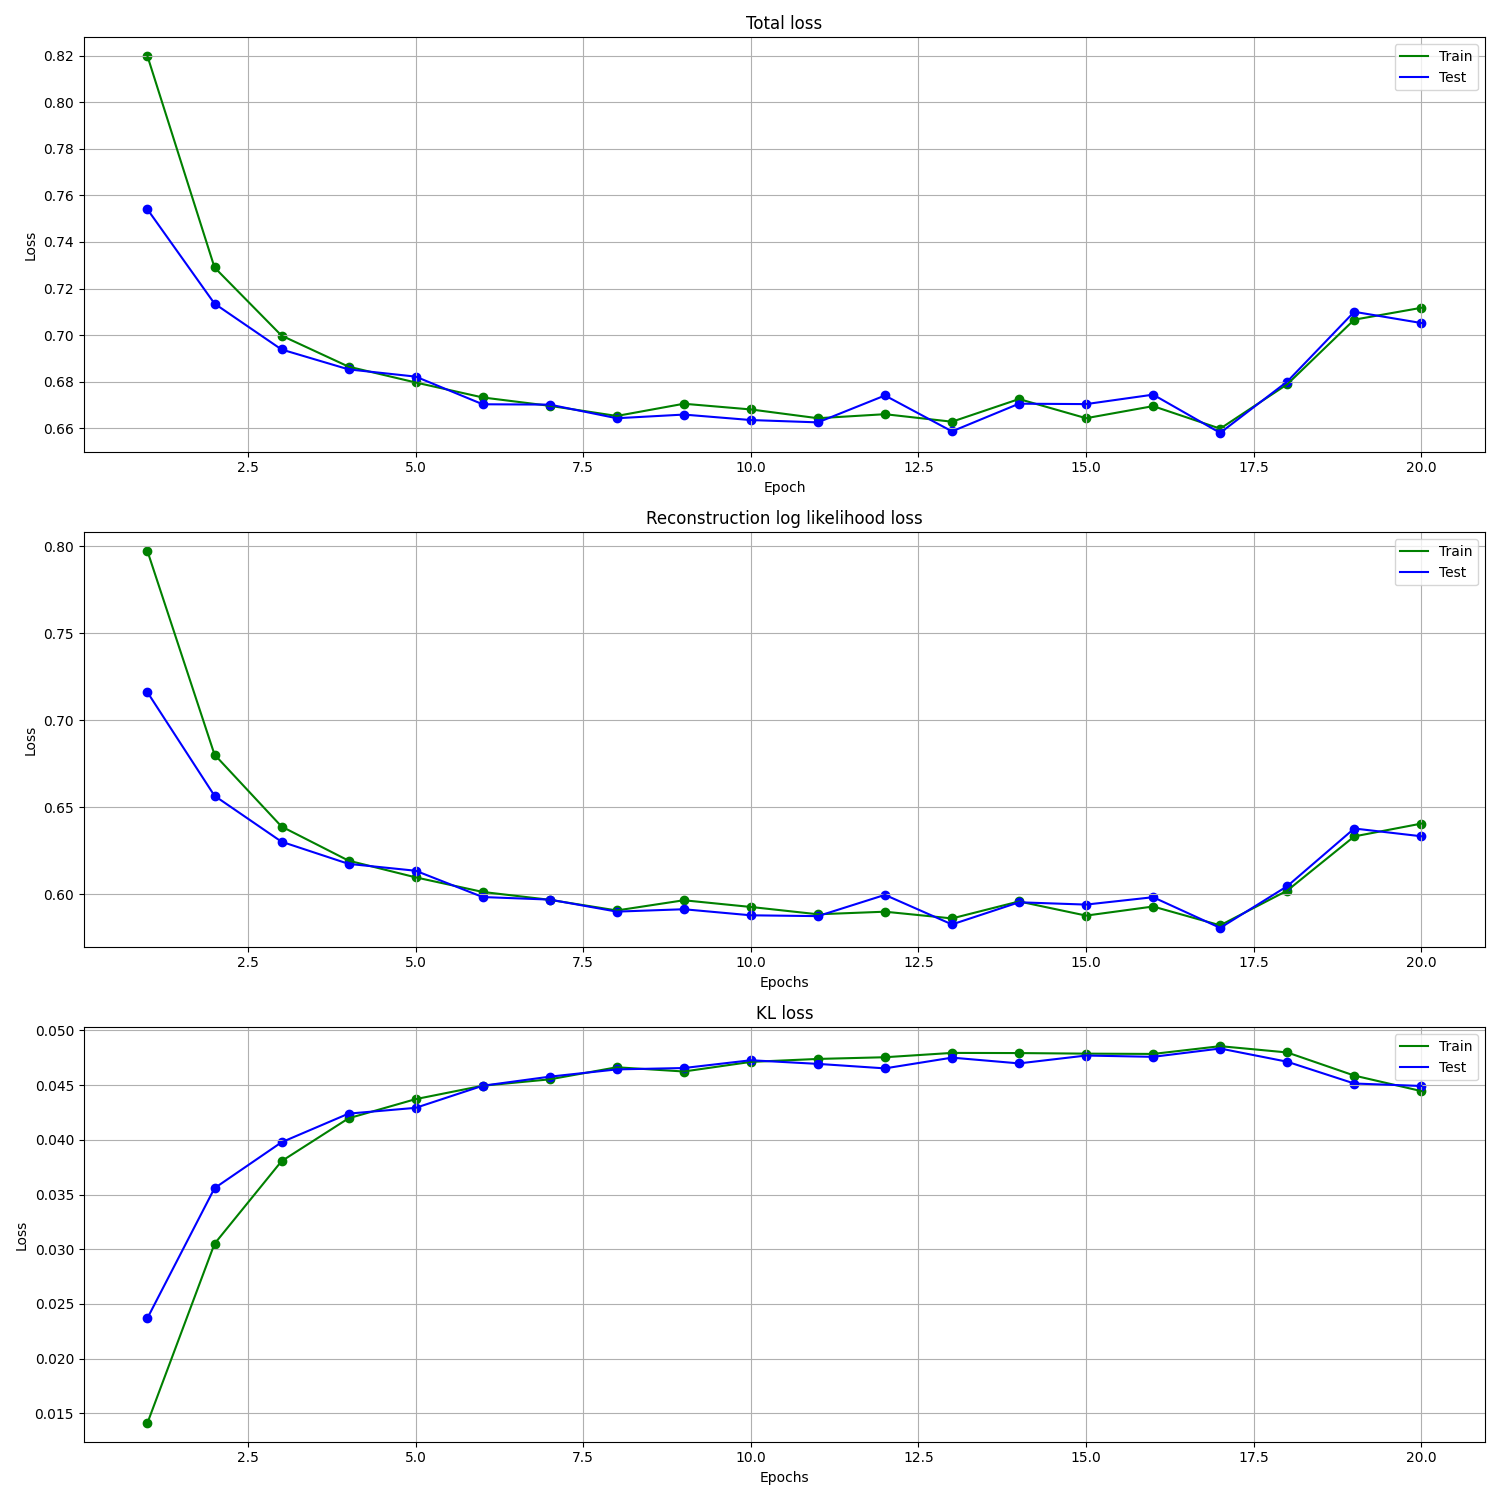 Total loss
0.82
0.80
0.78
0.76
0.74
0.72
0.70
0.68
0.66
Loss
Train
Test
2.5 5.0 7.5 10.0 12.5 15.0 17.5 20.0
Epoch
Reconstruction log likelihood loss
0.80
0.75
0.70
0.65
0.60
Loss
Train
Test
2.5 5.0 7.5 10.0 12.5 15.0 17.5 20.0
Epochs
KL loss
0.050
0.045
0.040
0.035
0.030
0.025
0.020
0.015
Loss
Train
Test
2.5 5.0 7.5 10.0 12.5 15.0 17.5 20.0
Epochs